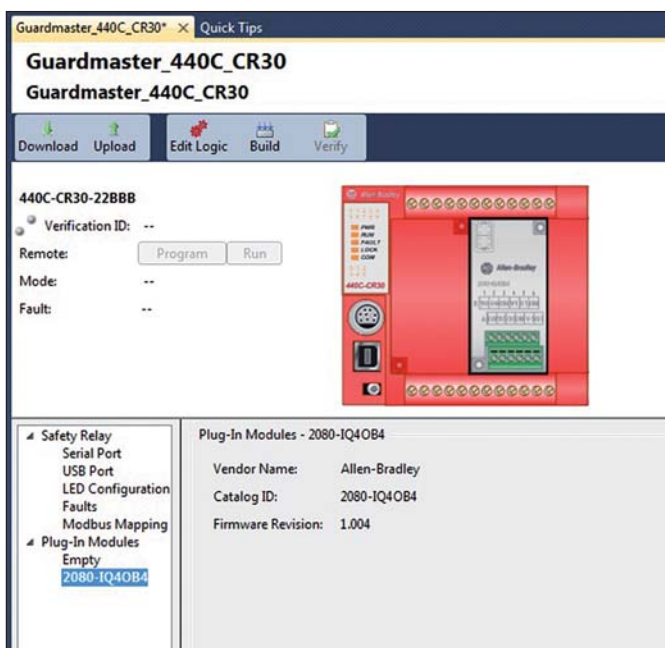 Guardmaster_440C_CR30* × Quick Tips
Guardmaster_440C_CR30
Guardmaster_440C_CR30
Download Upload Edit Logic Build Verify
440C-CR30-22BBB
Verification ID: --
Remote: Program Run
Mode: --
Fault: --
Allen-Bradley
PWR
RUN
FAULT
LOCK
COM
440C-CR30
Allen-Bradley
2080-IQ4OB4
Safety Relay
Serial Port
USB Port
LED Configuration
Faults
Modbus Mapping
Plug-In Modules
Empty
2080-IQ4OB4
Plug-In Modules - 2080-IQ4OB4
Vendor Name: Allen-Bradley
Catalog ID: 2080-IQ4OB4
Firmware Revision: 1.004